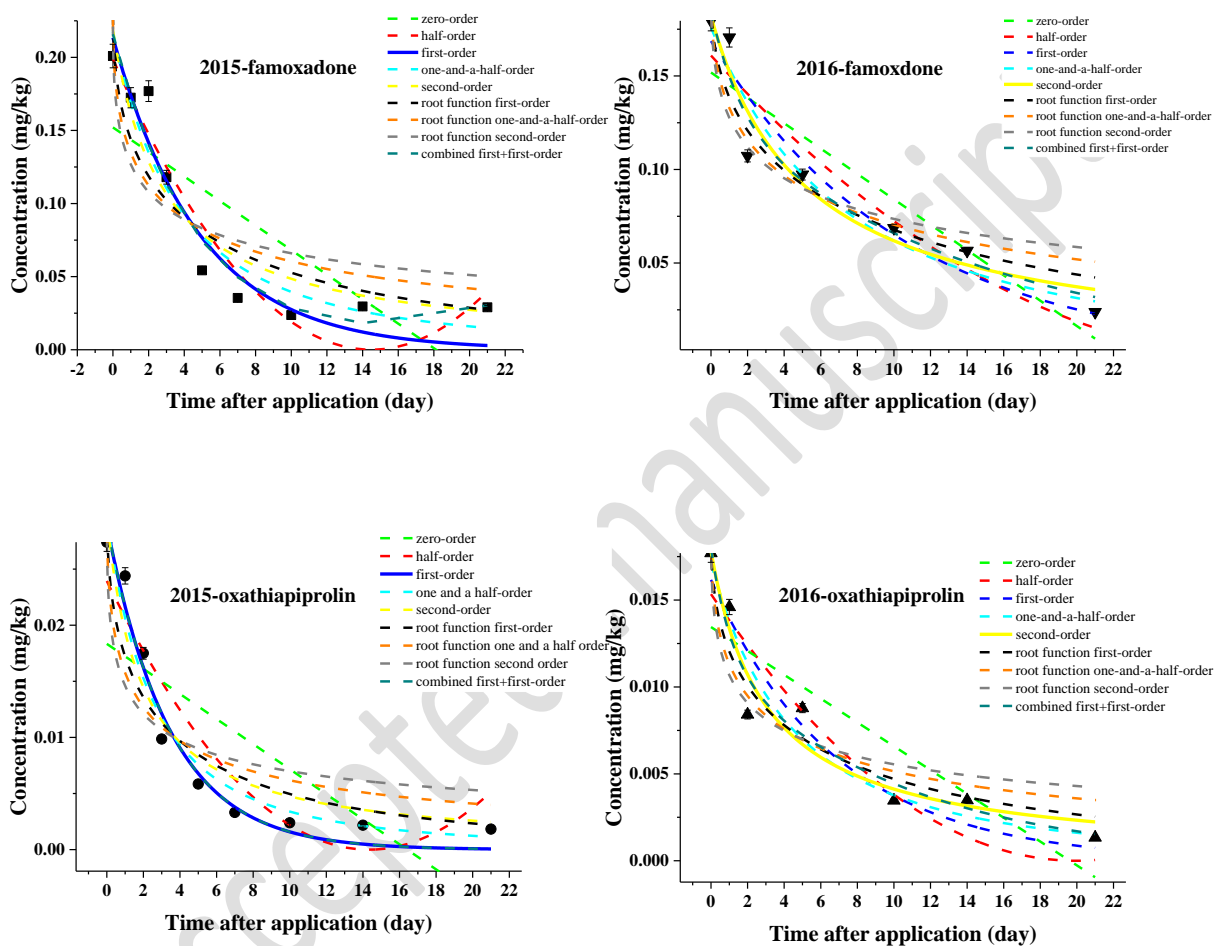 zero-order
half-order
first-order
one-and-a-half-order
second-order
root function first-order
root function one-and-a-half-order
root function second-order
combined first+first-order
2015-famoxadone
0.20
0.15
0.10
0.05
0.00
Concentration (mg/kg)
-2 0 2 4 6 8 10 12 14 16 18 20 22
Time after application (day)
zero-order
half-order
first-order
one-and-a-half-order
second-order
root function first-order
root function one-and-a-half-order
root function second-order
combined first+first-order
2016-famoxdone
0.15
0.10
0.05
Concentration (mg/kg)
0 2 4 6 8 10 12 14 16 18 20 22
Time after application (day)
zero-order
half-order
first-order
one and a half-order
second-order
root function first-order
root function one and a half order
root function second order
combined first+first-order
2015-oxathiapiprolin
0.02
0.01
0.00
Concentration (mg/kg)
0 2 4 6 8 10 12 14 16 18 20 22
Time after application (day)
zero-order
half-order
first-order
one-and-a-half-order
second-order
root function first-order
root function one-and-a-half-order
root function second-order
combined first+first-order
2016-oxathiapiprolin
0.015
0.010
0.005
0.000
Concentration (mg/kg)
0 2 4 6 8 10 12 14 16 18 20 22
Time after application (day)
ccepted manuscript